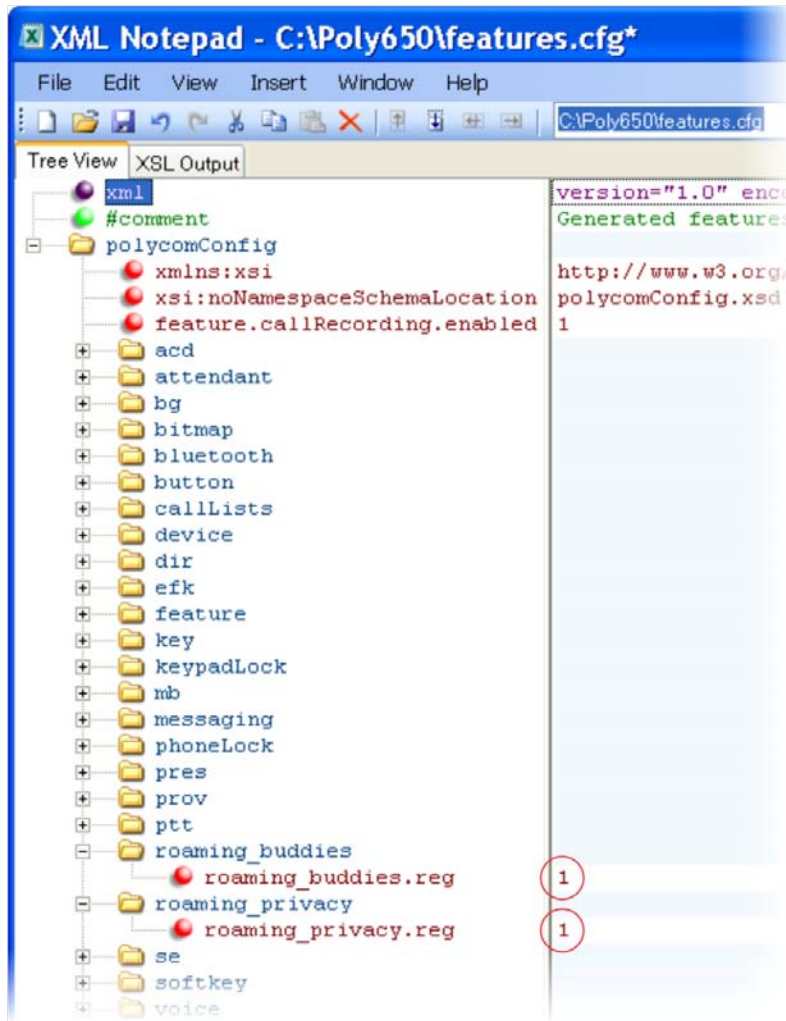 XML Notepad - C:\Poly650\features.cfg*
File Edit View Insert Window Help
C:\Poly650\features.cfg
Tree View XSL Output
xml version="1.0" enc
#comment Generated features
polycomConfig
xmlns:xsi http://www.w3.org/
xsi:noNamespaceSchemaLocation polycomConfig.xsd
feature.callRecording.enabled 1
acd
attendant
bg
bitmap
bluetooth
button
callLists
device
dir
efk
feature
key
keypadLock
mb
messaging
phoneLock
pres
prov
ptt
roaming_buddies
roaming_buddies.reg 1
roaming_privacy
roaming_privacy.reg 1
se
softkey
voice